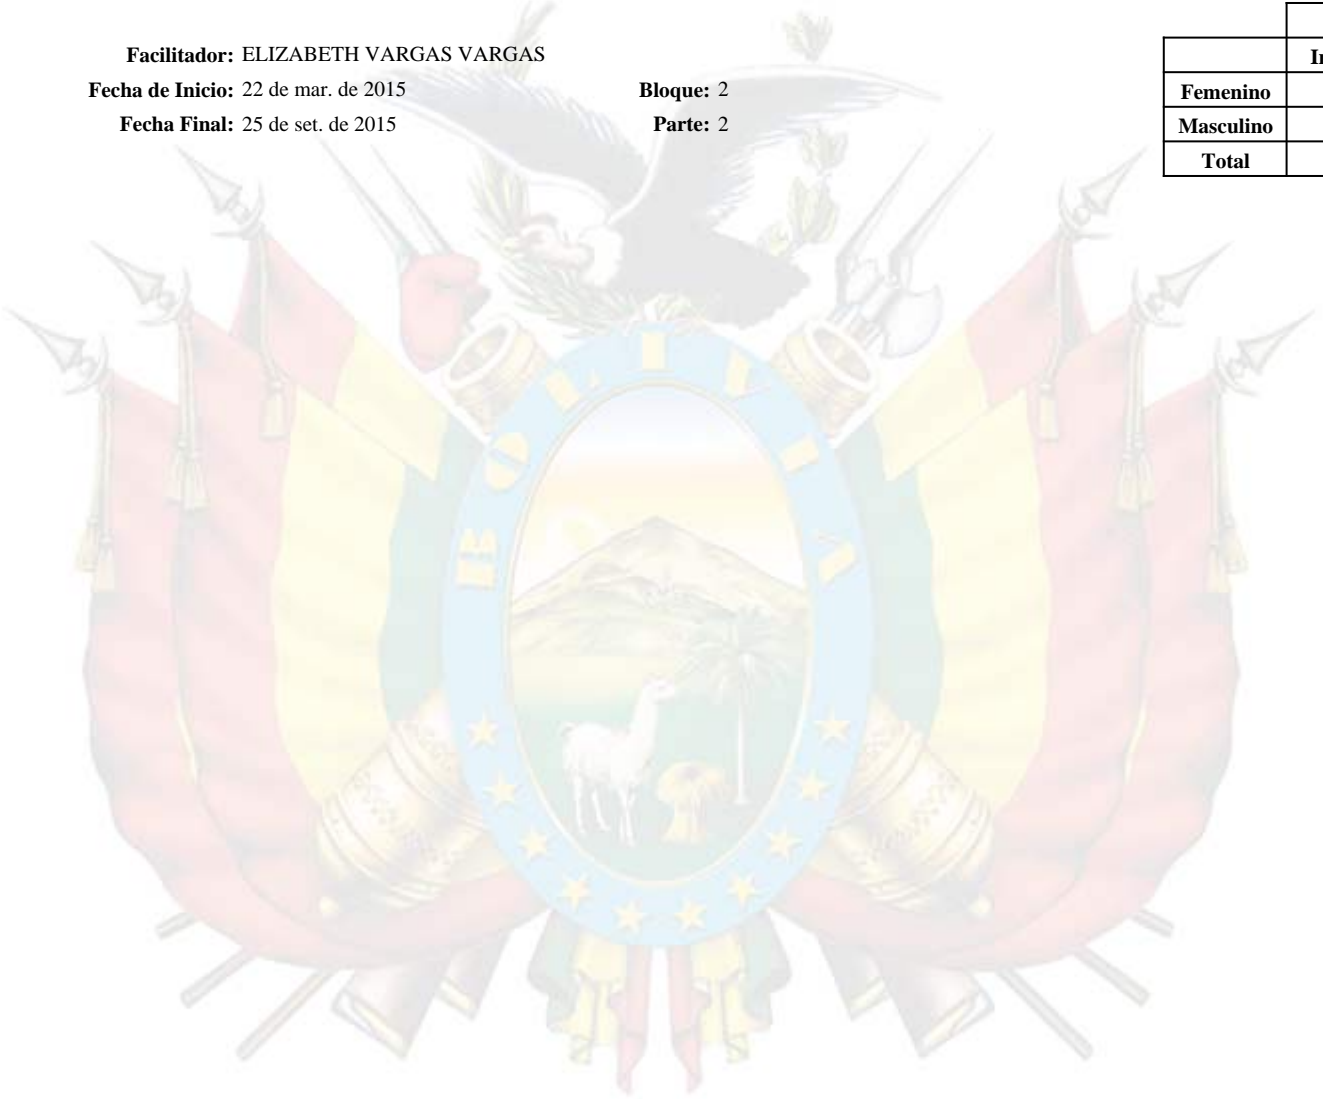 Facilitador: ELIZABETH VARGAS VARGAS
Fecha de Inicio: 22 de mar. de 2015 Bloque: 2
Fecha Final: 25 de set. de 2015 Parte: 2
Femenino
Masculino
Total
BOLIVIA